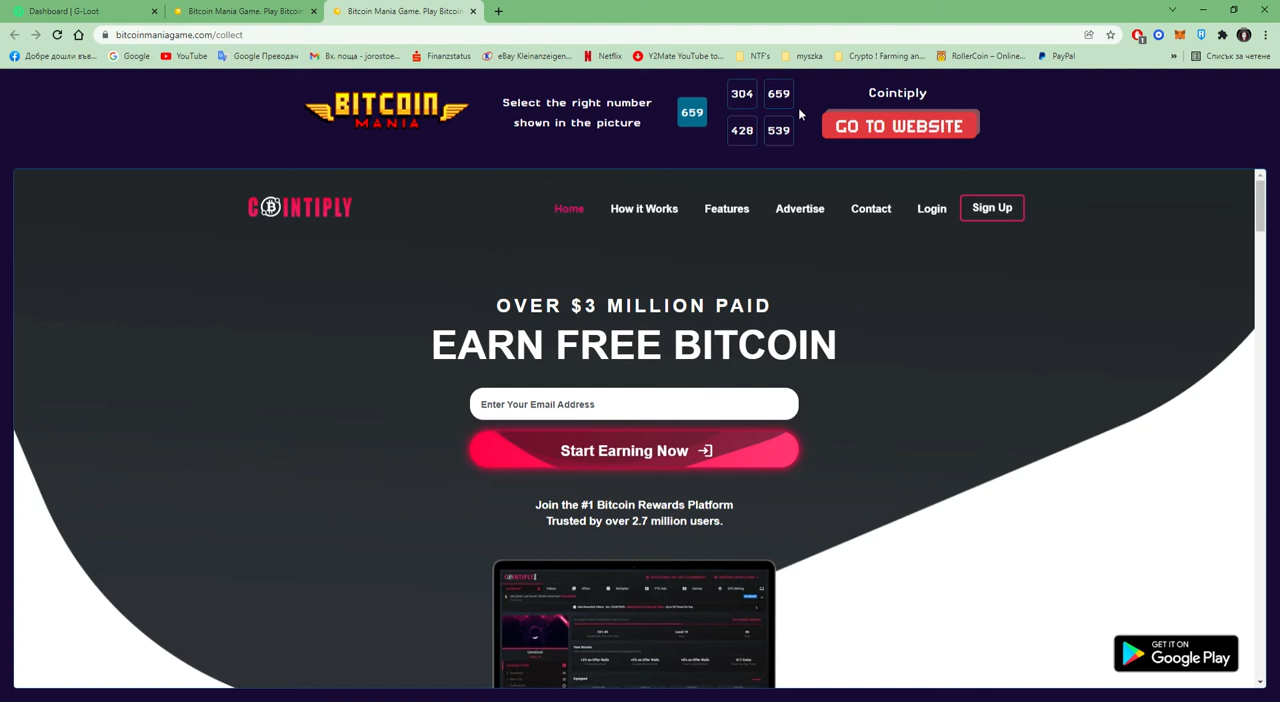 Dashboard | G-Loot
Bitcoin Mania Game. Play Bitcoin
Bitcoin Mania Game. Play Bitcoin
bitcoinmaniagame.com/collect
Добре дошли във... Google YouTube Google Преводач Вх. поща - jorostoe... Finanzstatus eBay Kleinanzeigen... Netflix Y2Mate YouTube to... NTF's myszka Crypto ! Farming an... RollerCoin – Online... PayPal » Списък за четене
BITCOIN
MANIA
Select the right number
shown in the picture
659
304 659
428 539
Cointiply
GO TO WEBSITE
COINTIPLY
Home How it Works Features Advertise Contact Login Sign Up
OVER $3 MILLION PAID
EARN FREE BITCOIN
Enter Your Email Address
Start Earning Now
Join the #1 Bitcoin Rewards Platform
Trusted by over 2.7 million users.
GET IT ON
Google Play